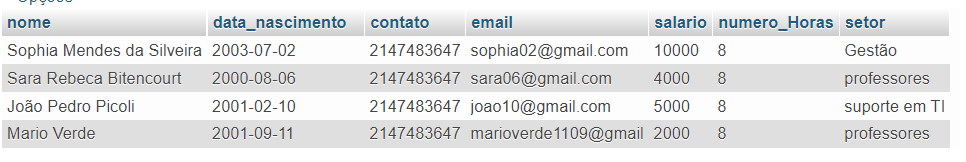 nome data_nascimento contato email salario numero_Horas setor
Sophia Mendes da Silveira 2003-07-02 2147483647 sophia02@gmail.com 10000 8 Gestão
Sara Rebeca Bitencourt 2000-08-06 2147483647 sara06@gmail.com 4000 8 professores
João Pedro Picoli 2001-02-10 2147483647 joao10@gmail.com 5000 8 suporte em TI
Mario Verde 2001-09-11 2147483647 marioverde1109@gmail 2000 8 professores